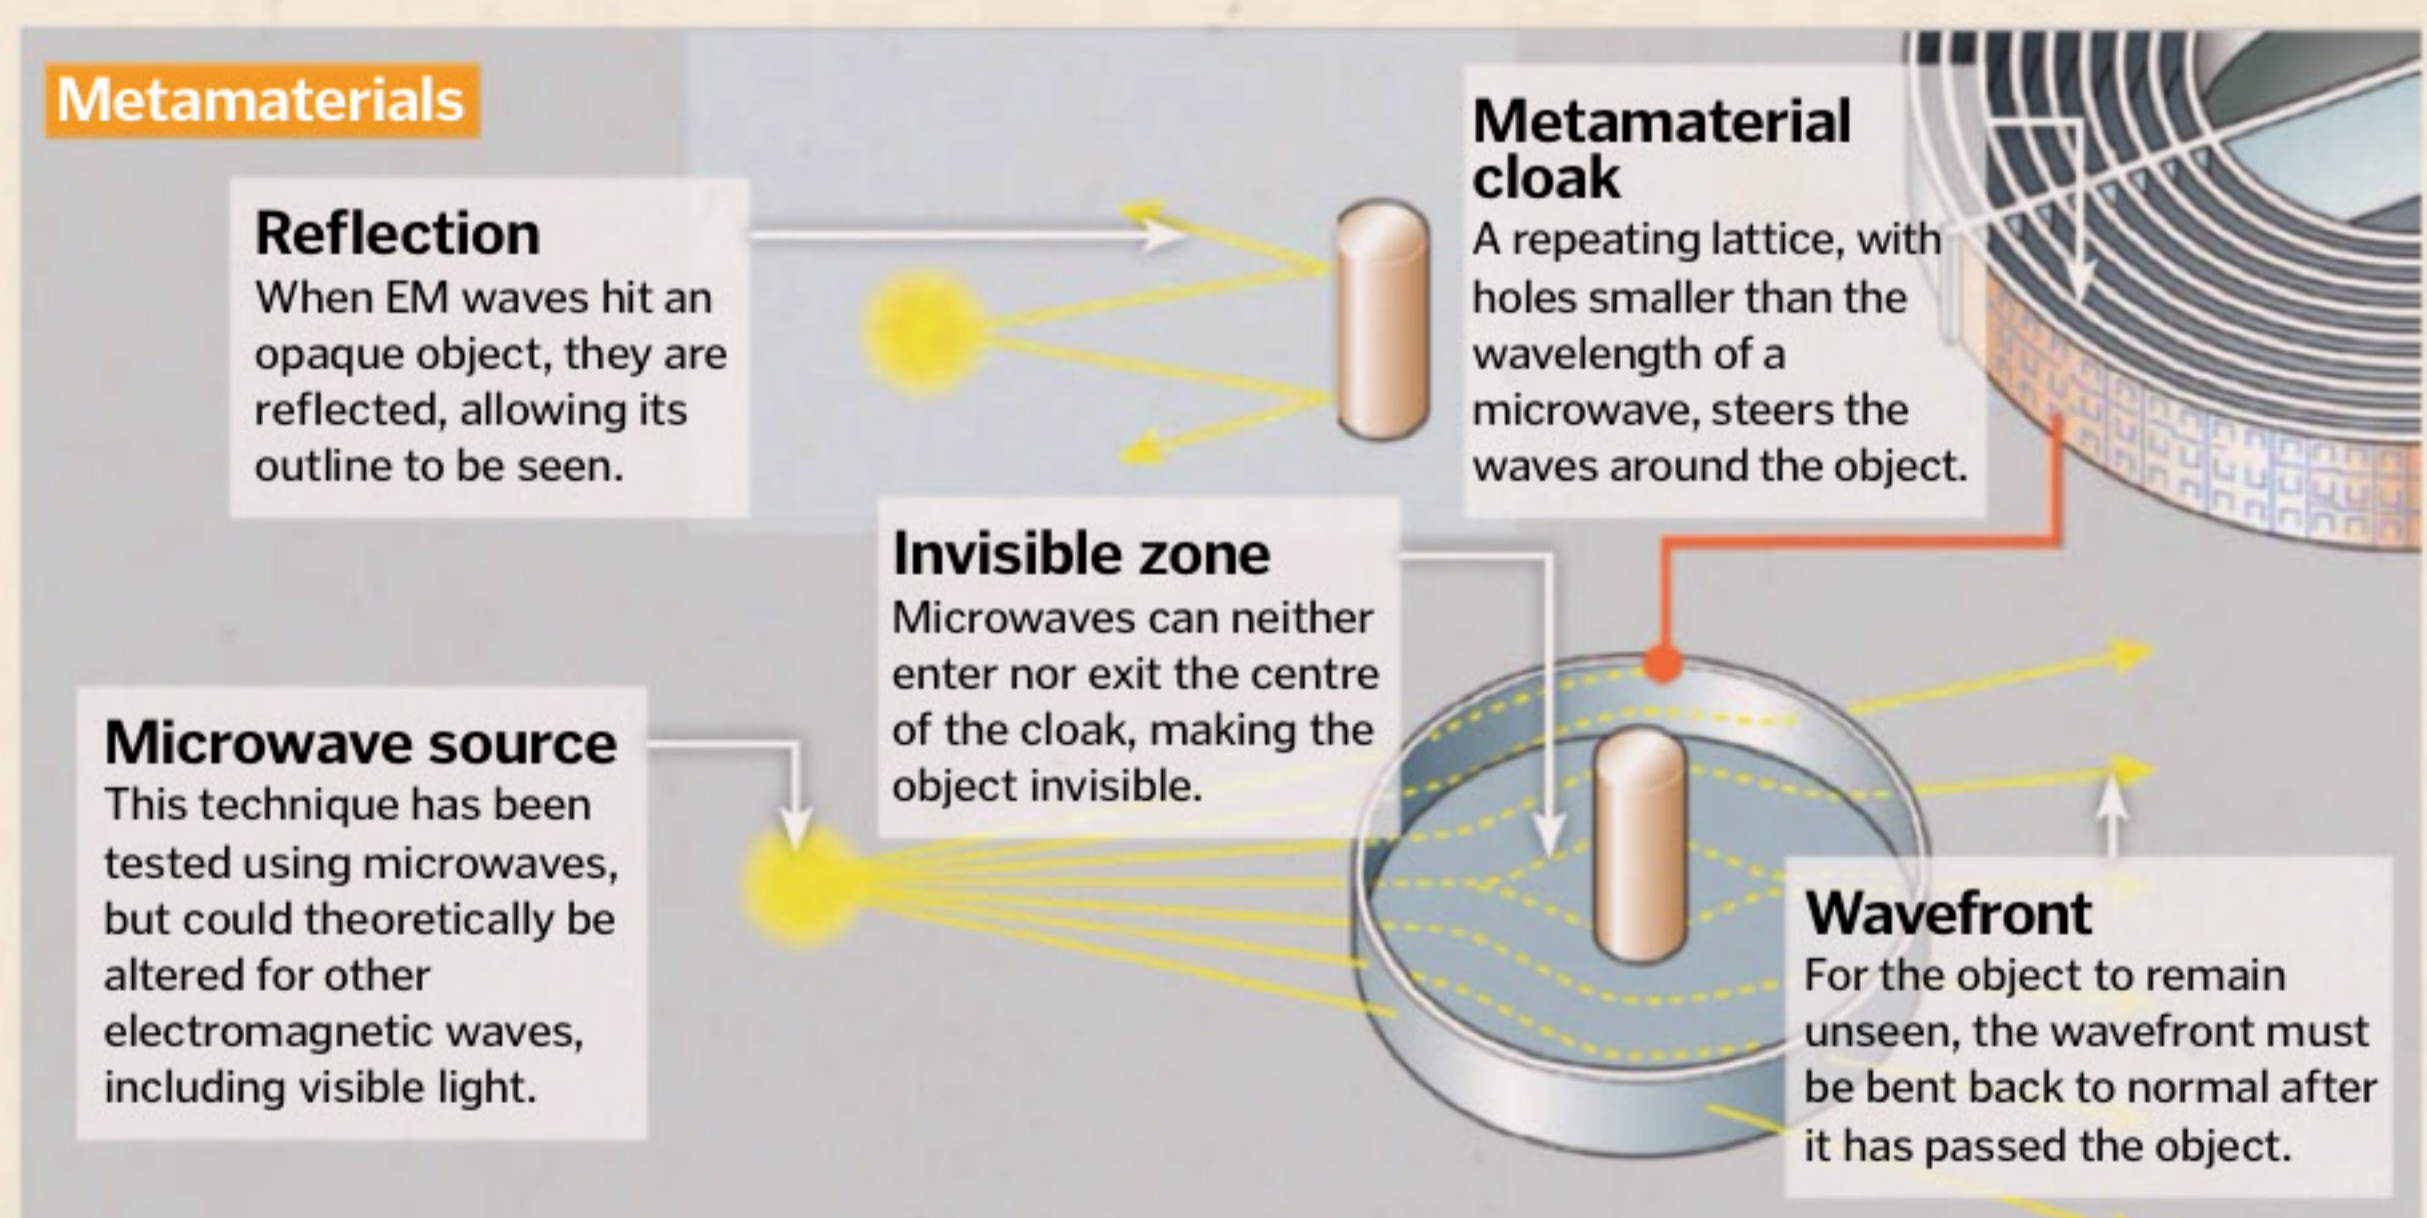 Metamaterials
Reflection
When EM waves hit an
opaque object, they are
reflected, allowing its
outline to be seen.
Metamaterial
cloak
A repeating lattice, with
holes smaller than the
wavelength of a
microwave, steers the
waves around the object.
Invisible zone
Microwaves can neither
enter nor exit the centre
of the cloak, making the
object invisible.
Microwave source
This technique has been
tested using microwaves,
but could theoretically be
altered for other
electromagnetic waves,
including visible light.
Wavefront
For the object to remain
unseen, the wavefront must
be bent back to normal after
it has passed the object.